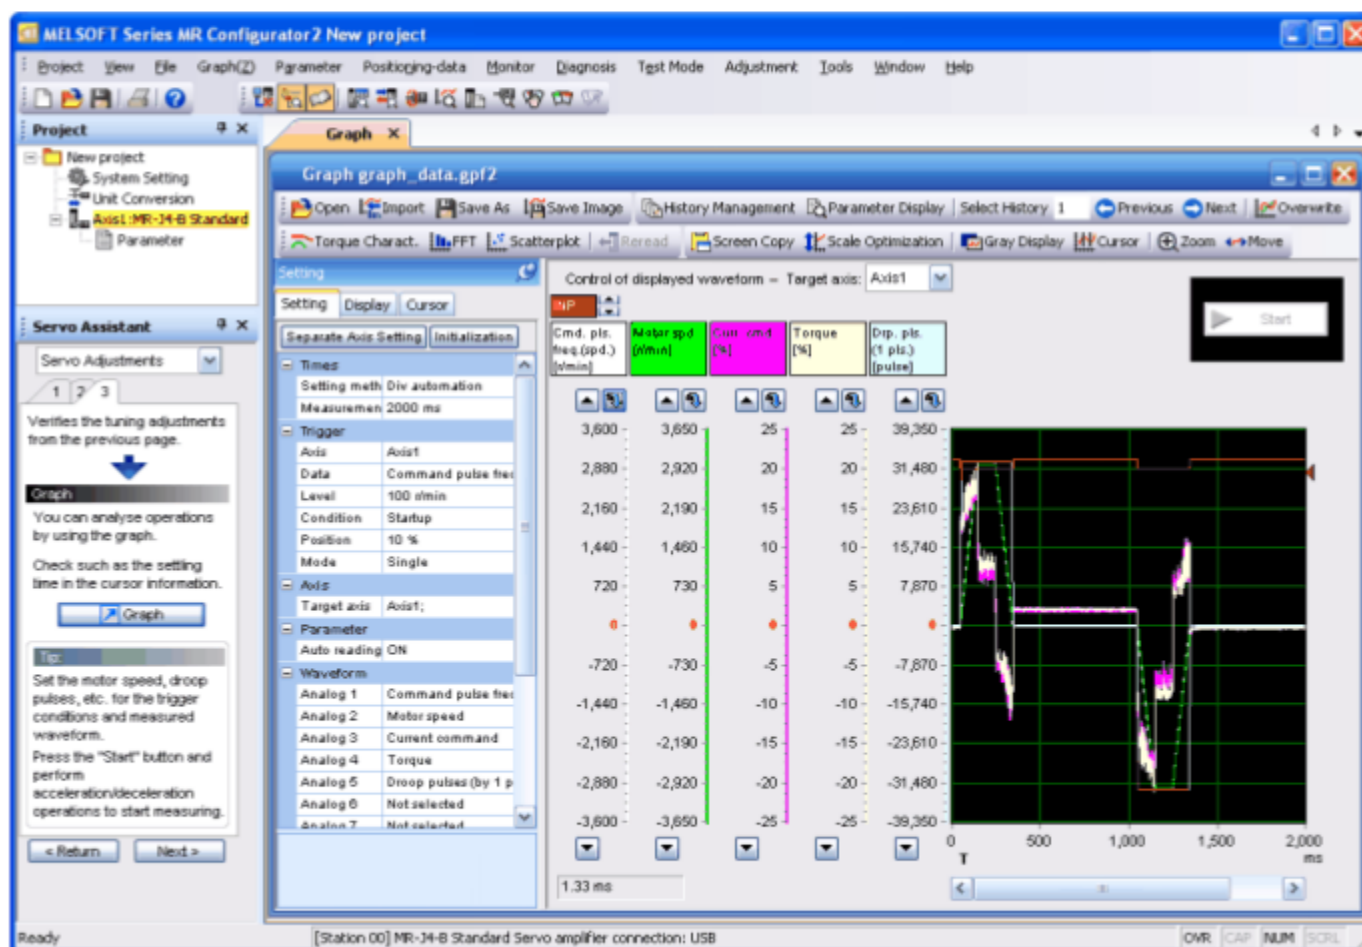 MELSOFT Series MR Configurator2 New project
Project View File Graph(Z) Parameter Positioning-data Monitor Diagnosis Test Mode Adjustment Tools Window Help
Project
New project
System Setting
Unit Conversion
Axis1:MR-J4-B Standard
Parameter
Servo Assistant
Servo Adjustments
1 2 3
Verifies the tuning adjustments
from the previous page.
Graph
You can analyse operations
by using the graph.
Check such as the settling
time in the cursor information.
Graph
Tip:
Set the motor speed, droop
pulses, etc. for the trigger
conditions and measured
waveform.
Press the "Start" button and
perform
acceleration/deceleration
operations to start measuring.
< Return Next >
Graph
Graph graph_data.gpf2
Open Import Save As Save Image History Management Parameter Display Select History 1 Previous Next Overwrite
Torque Charact. FFT Scatterplot Reread Screen Copy Scale Optimization Gray Display Cursor Zoom Move
Setting
Setting Display Cursor
Separate Axis Setting Initialization
Times
Setting meth Div automation
Measuremen 2000 ms
Trigger
Axis Axis1
Data Command pulse fre
Level 100 r/min
Condition Startup
Position 10 %
Mode Single
Axis
Target axis Axis1;
Parameter
Auto reading ON
Waveform
Analog 1 Command pulse fre
Analog 2 Motor speed
Analog 3 Current command
Analog 4 Torque
Analog 5 Droop pulses (by 1 p
Analog 6 Not selected
Analog 7 Not selected
Control of displayed waveform – Target axis: Axis1
INP
Start
Cmd. pls.
freq.(spd.)
[r/min]
Motor spd
[r/min]
[%]
Torque
[%]
Drp. pls.
(1 pls.)
[pulse]
3,600 3,650 25 25 39,350
2,880 2,920 20 20 31,480
2,160 2,190 15 15 23,610
1,440 1,460 10 10 15,740
720 730 5 5 7,870
0 0 0 0 0
-720 -730 -5 -5 -7,870
-1,440 -1,460 -10 -10 -15,740
-2,160 -2,190 -15 -15 -23,610
-2,880 -2,920 -20 -20 -31,480
-3,600 -3,650 -25 -25 -39,350
0 500 1,000 1,500 2,000
T ms
1.33 ms
Ready [Station 00] MR-J4-B Standard Servo amplifier connection: USB OVR CAP NUM SCRL